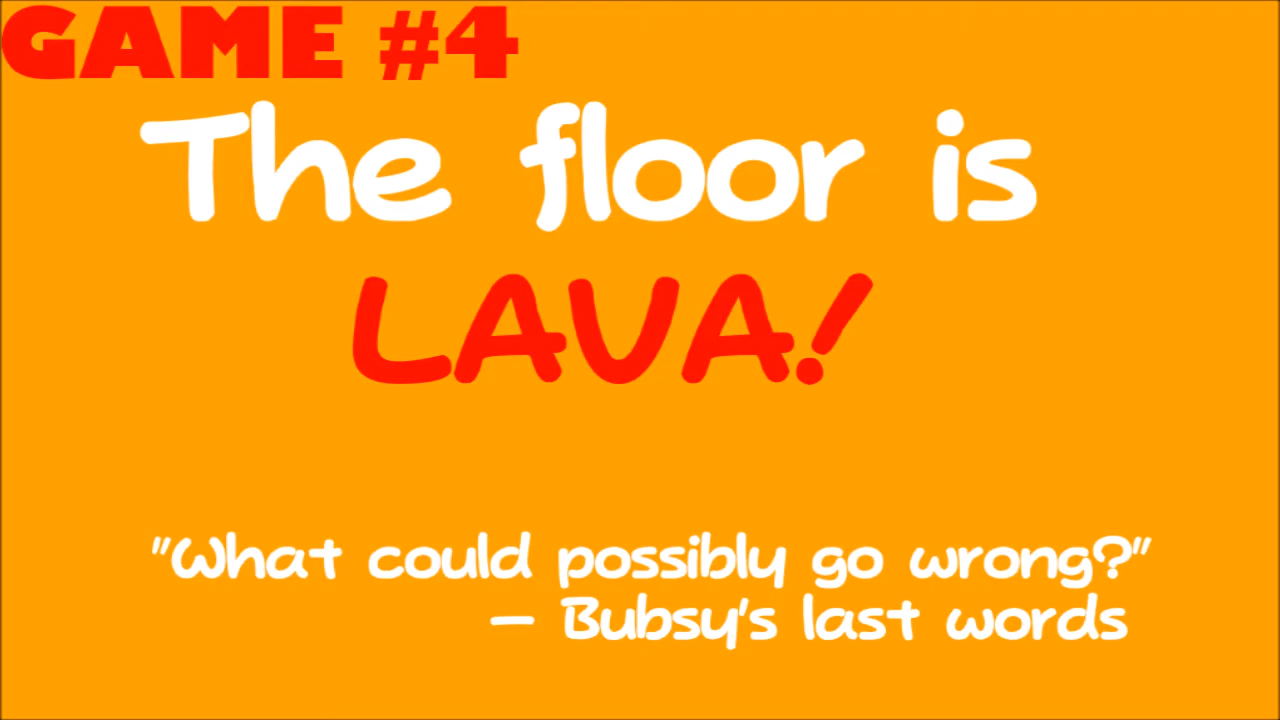 GAME #4
The floor is
LAVA!
"What could possibly go wrong?"
– Bubsy's last words